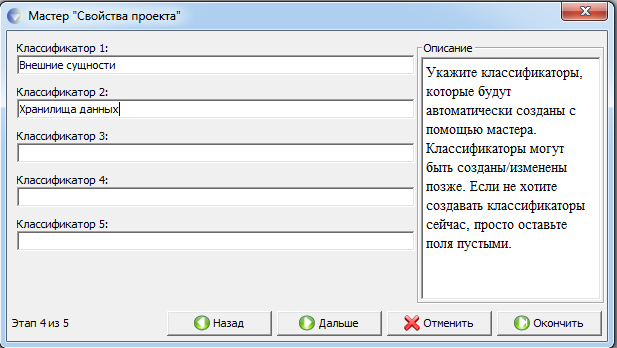 Мастер "Свойства проекта"
Классификатор 1:
Внешние сущности
Классификатор 2:
Хранилища данных
Классификатор 3:
Классификатор 4:
Классификатор 5:
Описание
Укажите классификаторы,
которые будут
автоматически созданы с
помощью мастера.
Классификаторы могут
быть созданы/изменены
позже. Если не хотите
создавать классификаторы
сейчас, просто оставьте
поля пустыми.
Этап 4 из 5
Назад
Дальше
Отменить
Окончить